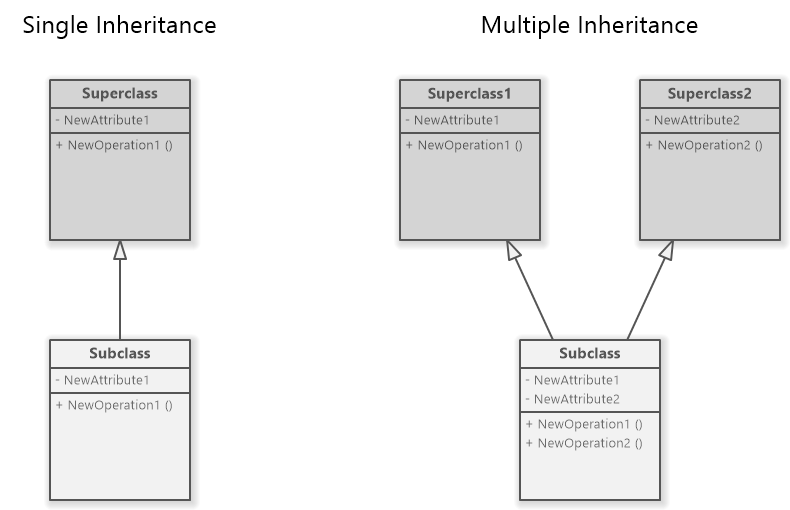 Single Inheritance
Multiple Inheritance
Superclass
- NewAttribute1
+ NewOperation1 ()
Superclass1
- NewAttribute1
+ NewOperation1 ()
Superclass2
- NewAttribute2
+ NewOperation2 ()
Subclass
- NewAttribute1
+ NewOperation1 ()
Subclass
- NewAttribute1
- NewAttribute2
+ NewOperation1 ()
+ NewOperation2 ()